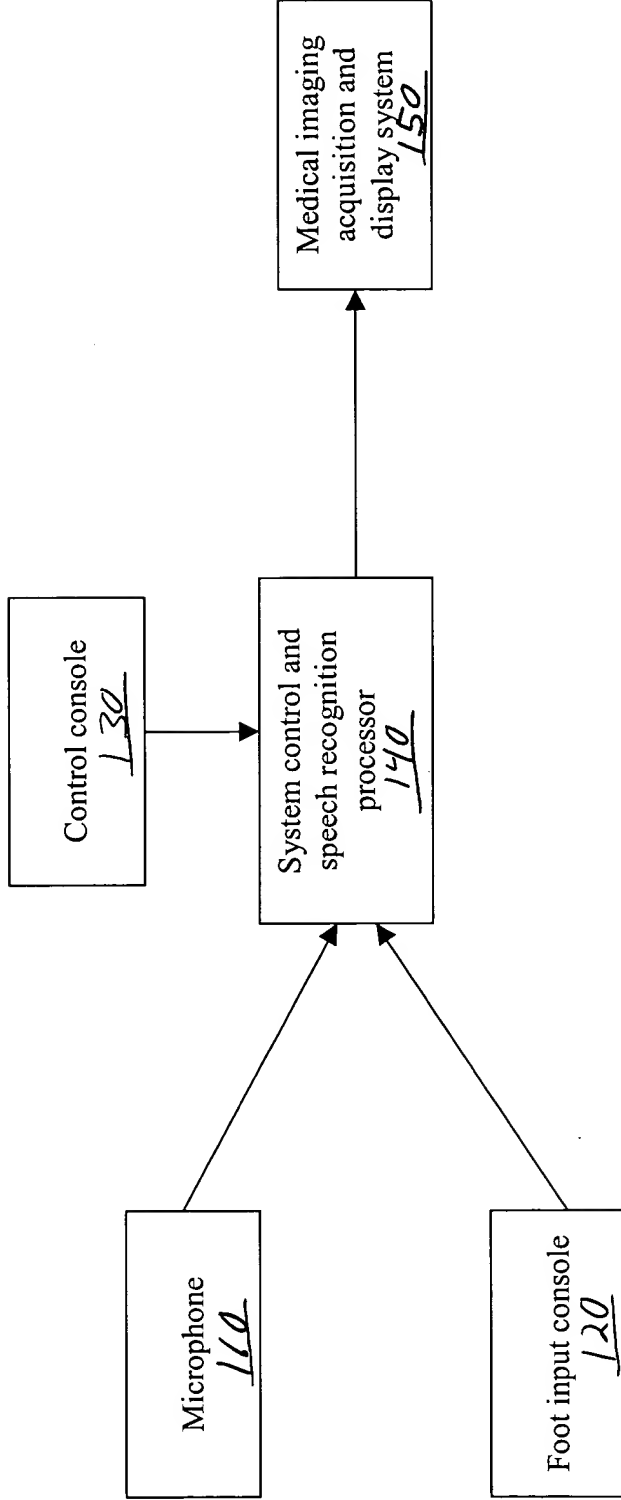 Control console
130
Microphone
160
System control and
speech recognition
processor
140
Medical imaging
acquisition and
display system
150
Foot input console
120